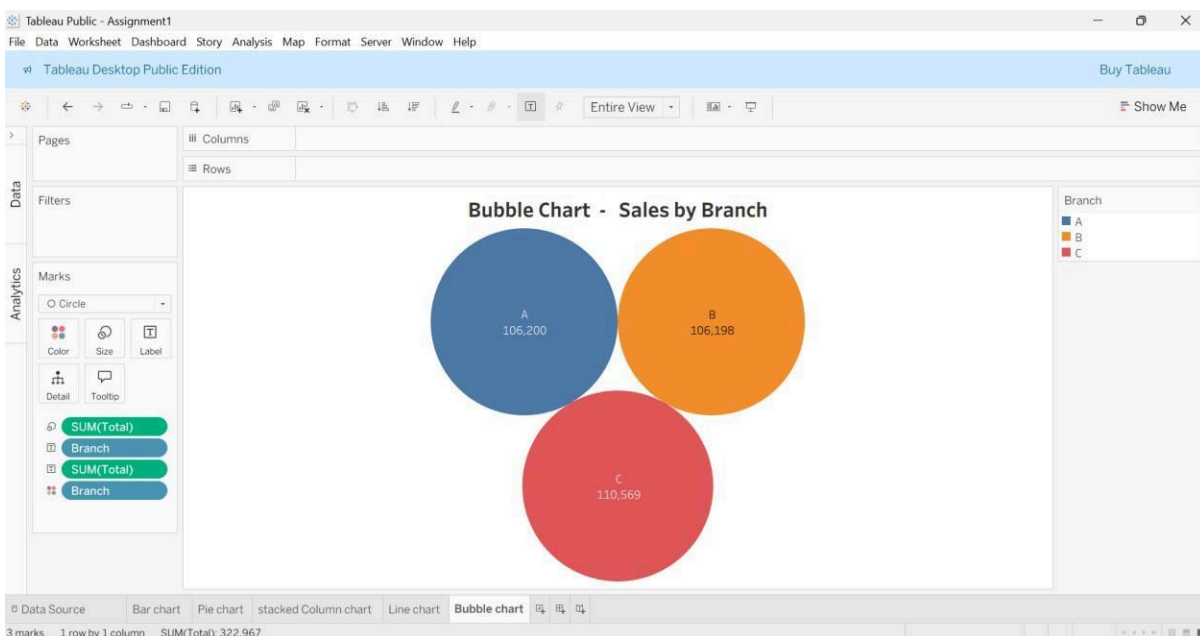 Tableau Public - Assignment1
File Data Worksheet Dashboard Story Analysis Map Format Server Window Help
Tableau Desktop Public Edition
Buy Tableau
Entire View
Show Me
Pages
Columns
Rows
Data
Analytics
Filters
Marks
Circle
Color Size Label
Detail Tooltip
SUM(Total)
Branch
SUM(Total)
Branch
Bubble Chart - Sales by Branch
A
106,200
B
106,198
C
110,569
Branch
A
B
C
Data Source Bar chart Pie chart stacked Column chart Line chart Bubble chart
3 marks 1 row by 1 column SUM(Total): 322,967